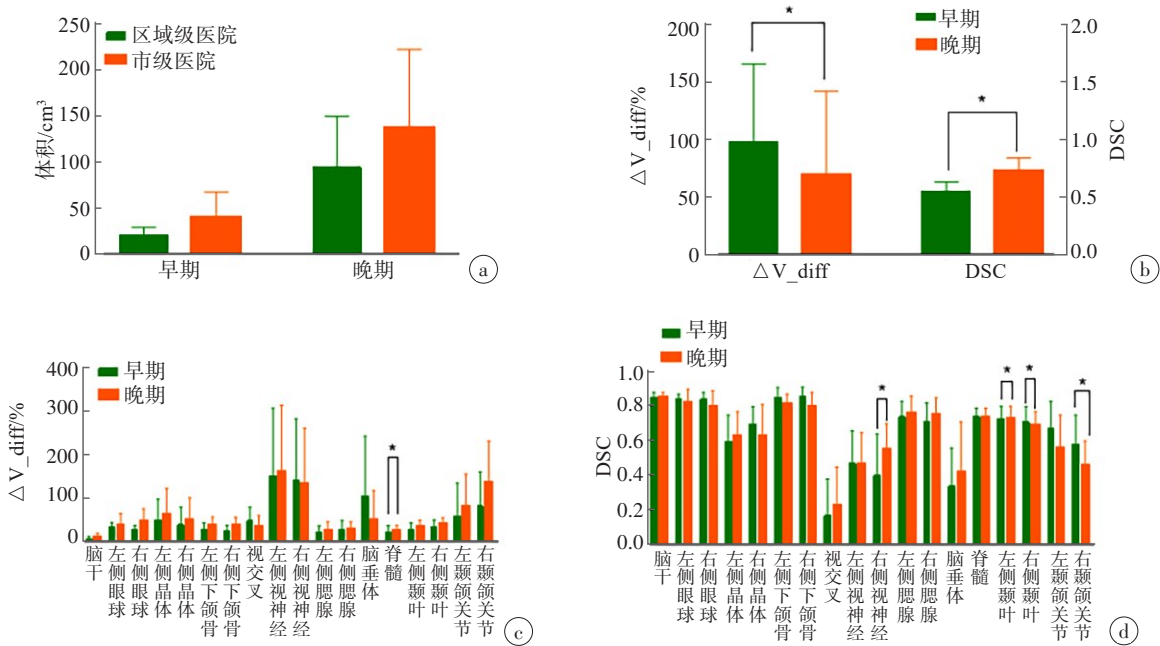 250
200
150
100
50
0
体积/cm³
区域级医院
市级医院
早期
晚期
a
200
150
100
50
0
△V_diff/%
早期
晚期
*
*
2.0
1.5
1.0
0.5
0.0
DSC
△V_diff
DSC
b
400
300
200
100
0
△V_diff/%
早期
晚期
*
脑干
左侧眼球
右侧眼球
左侧晶体
右侧晶体
左侧下颌骨
右侧下颌骨
视交叉
左侧视神经
右侧视神经
左侧腮腺
右侧腮腺
脑垂体
脊髓
左侧颞叶
右侧颞叶
左颞颌关节
右颞颌关节
c
早期
晚期
1.0
0.8
0.6
0.4
0.2
0.0
DSC
*
*
*
*
脑干
左侧眼球
右侧眼球
左侧晶体
右侧晶体
左侧下颌骨
右侧下颌骨
视交叉
左侧视神经
右侧视神经
左侧腮腺
右侧腮腺
脑垂体
脊髓
左侧颞叶
右侧颞叶
左颞颌关节
右颞颌关节
d